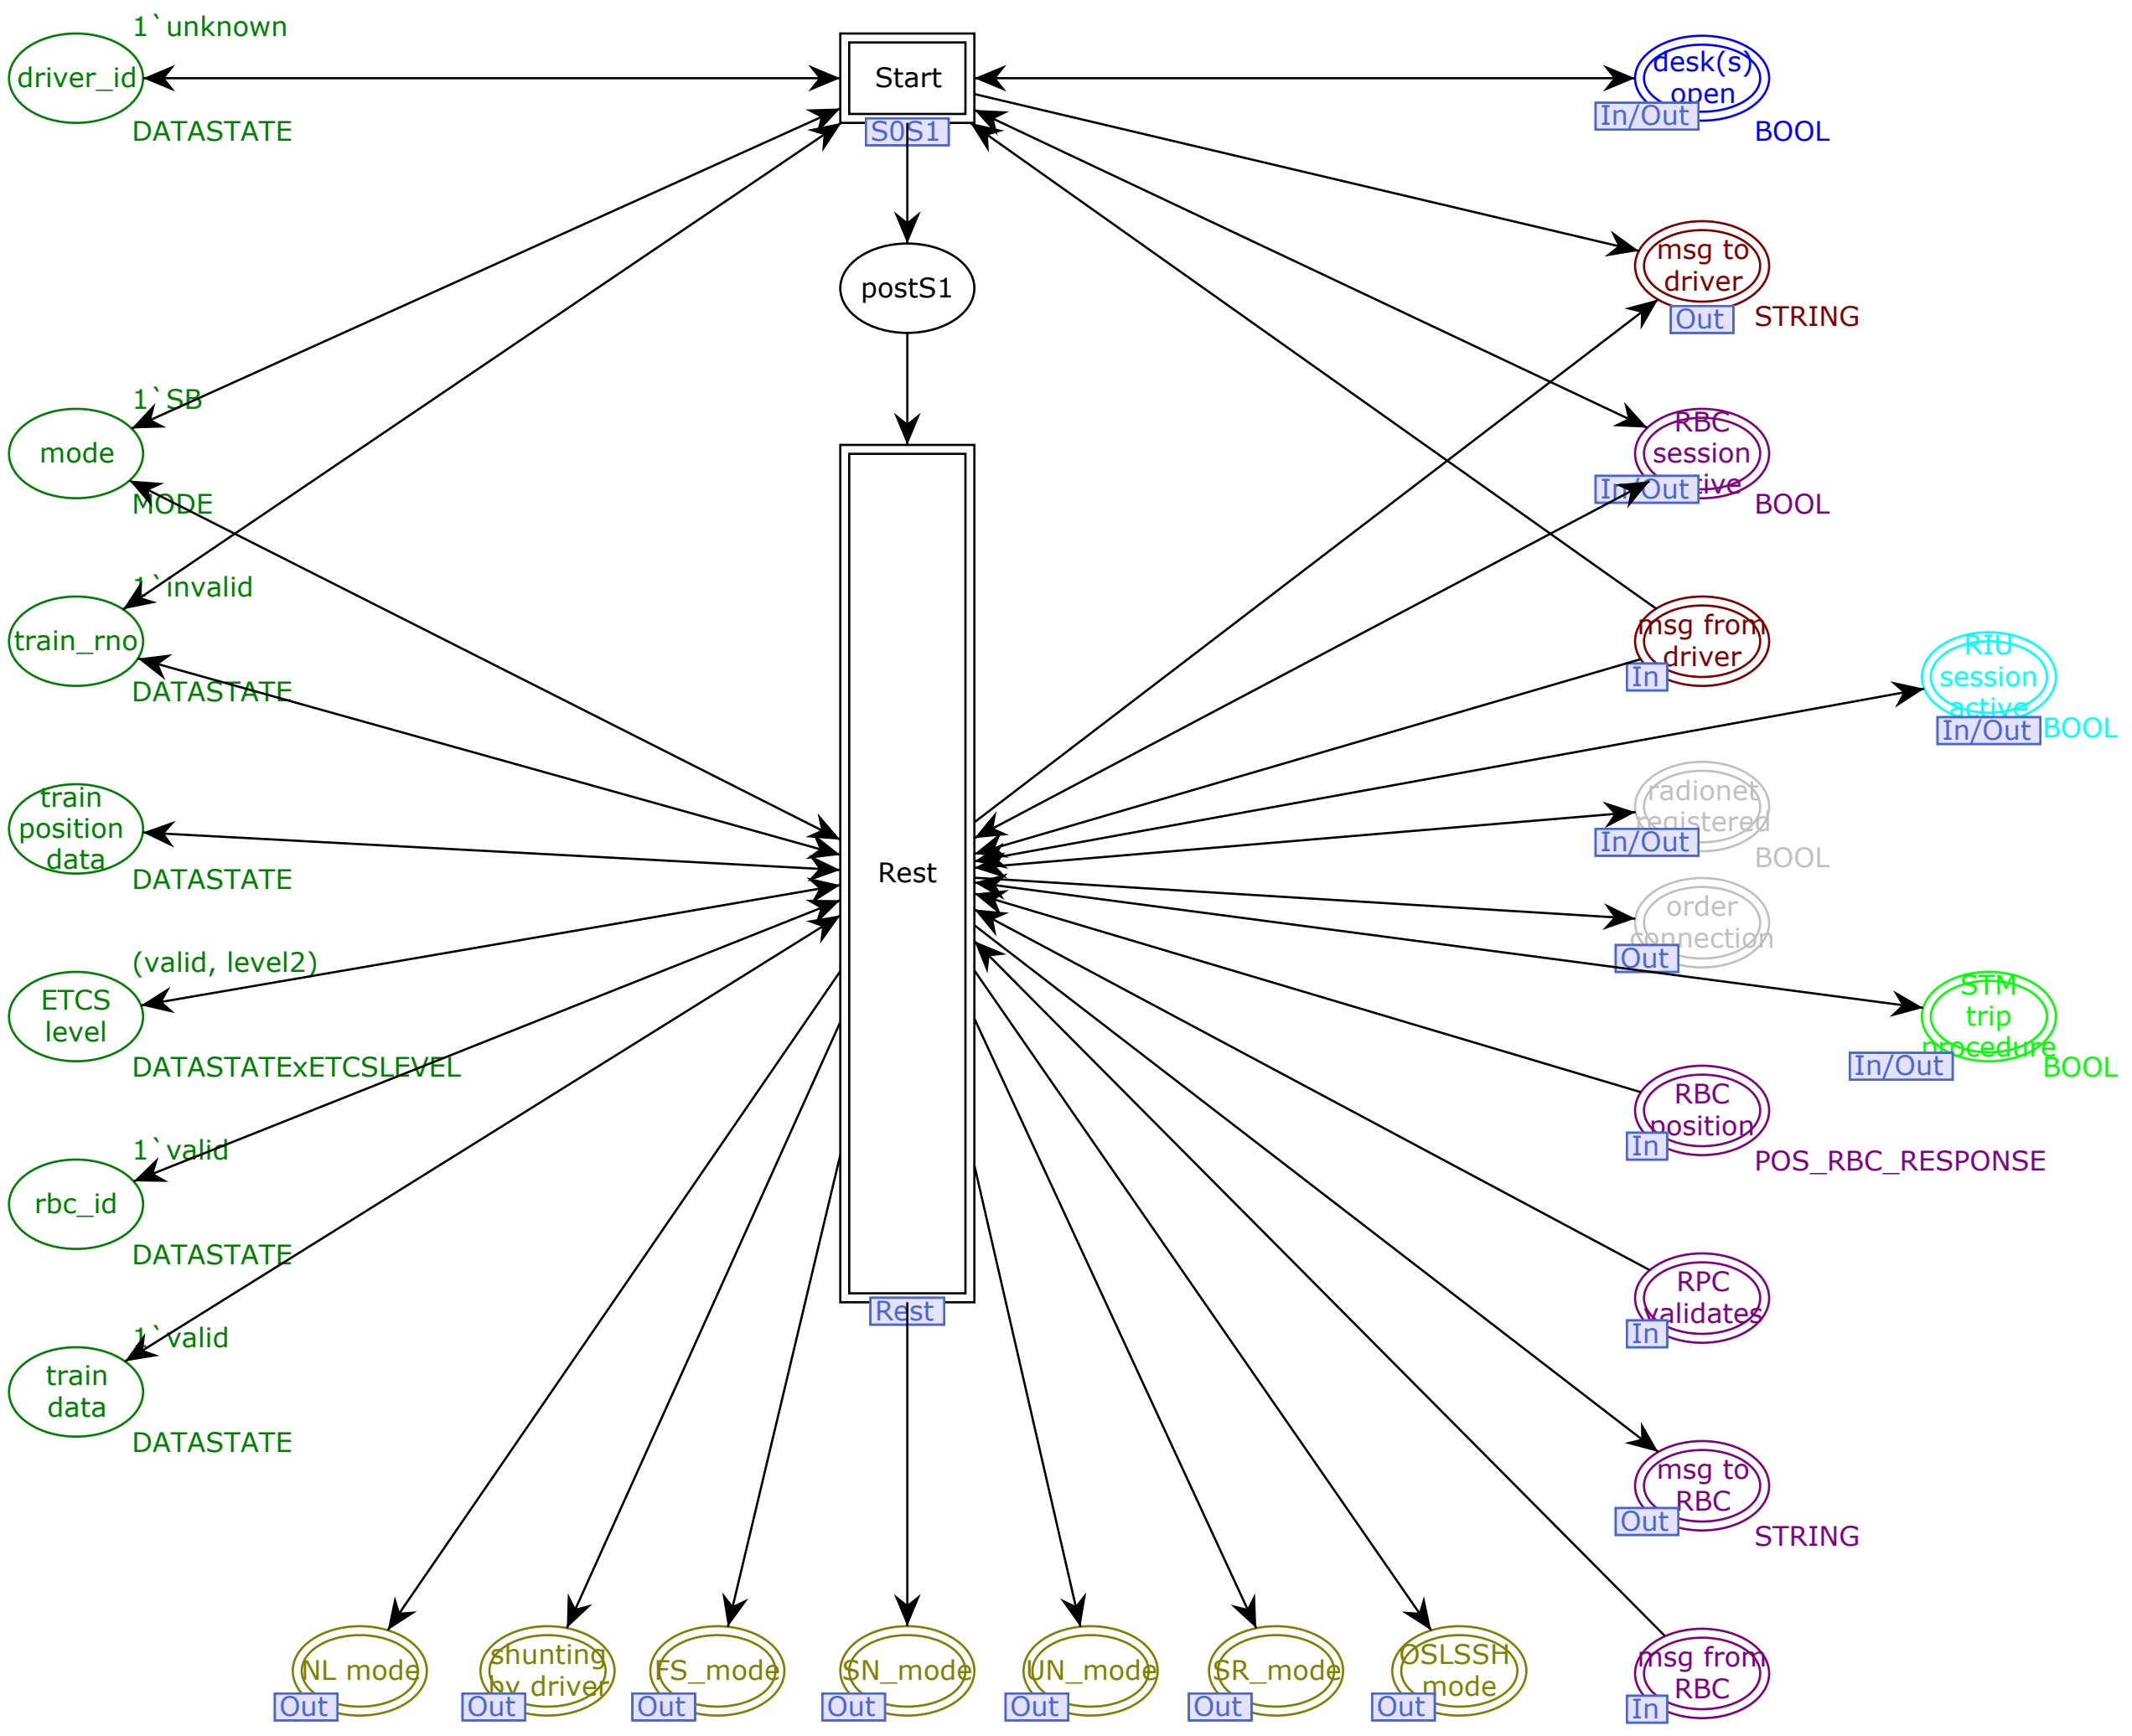 1`unknown
driver_id
DATASTATE
Start
S0S1
desk(s)
open
In/Out
BOOL
msg to
driver
Out
STRING
postS1
1`SB
mode
MODE
RBC
session
In/Out
BOOL
1`invalid
train_rno
DATASTATE
msg from
driver
In
RIU
session
active
In/Out
BOOL
train
position
data
DATASTATE
radionet
registered
In/Out
BOOL
Rest
Rest
order
connection
Out
(valid, level2)
ETCS
level
DATASTATExETCSLEVEL
STM
trip
procedure
In/Out
BOOL
RBC
position
In
POS_RBC_RESPONSE
1`valid
rbc_id
DATASTATE
RPC
validates
In
1`valid
train
data
DATASTATE
msg to
RBC
Out
STRING
NL mode
Out
shunting
by driver
Out
FS_mode
Out
SN_mode
Out
UN_mode
Out
SR_mode
Out
OSLSSH
mode
Out
msg from
RBC
In